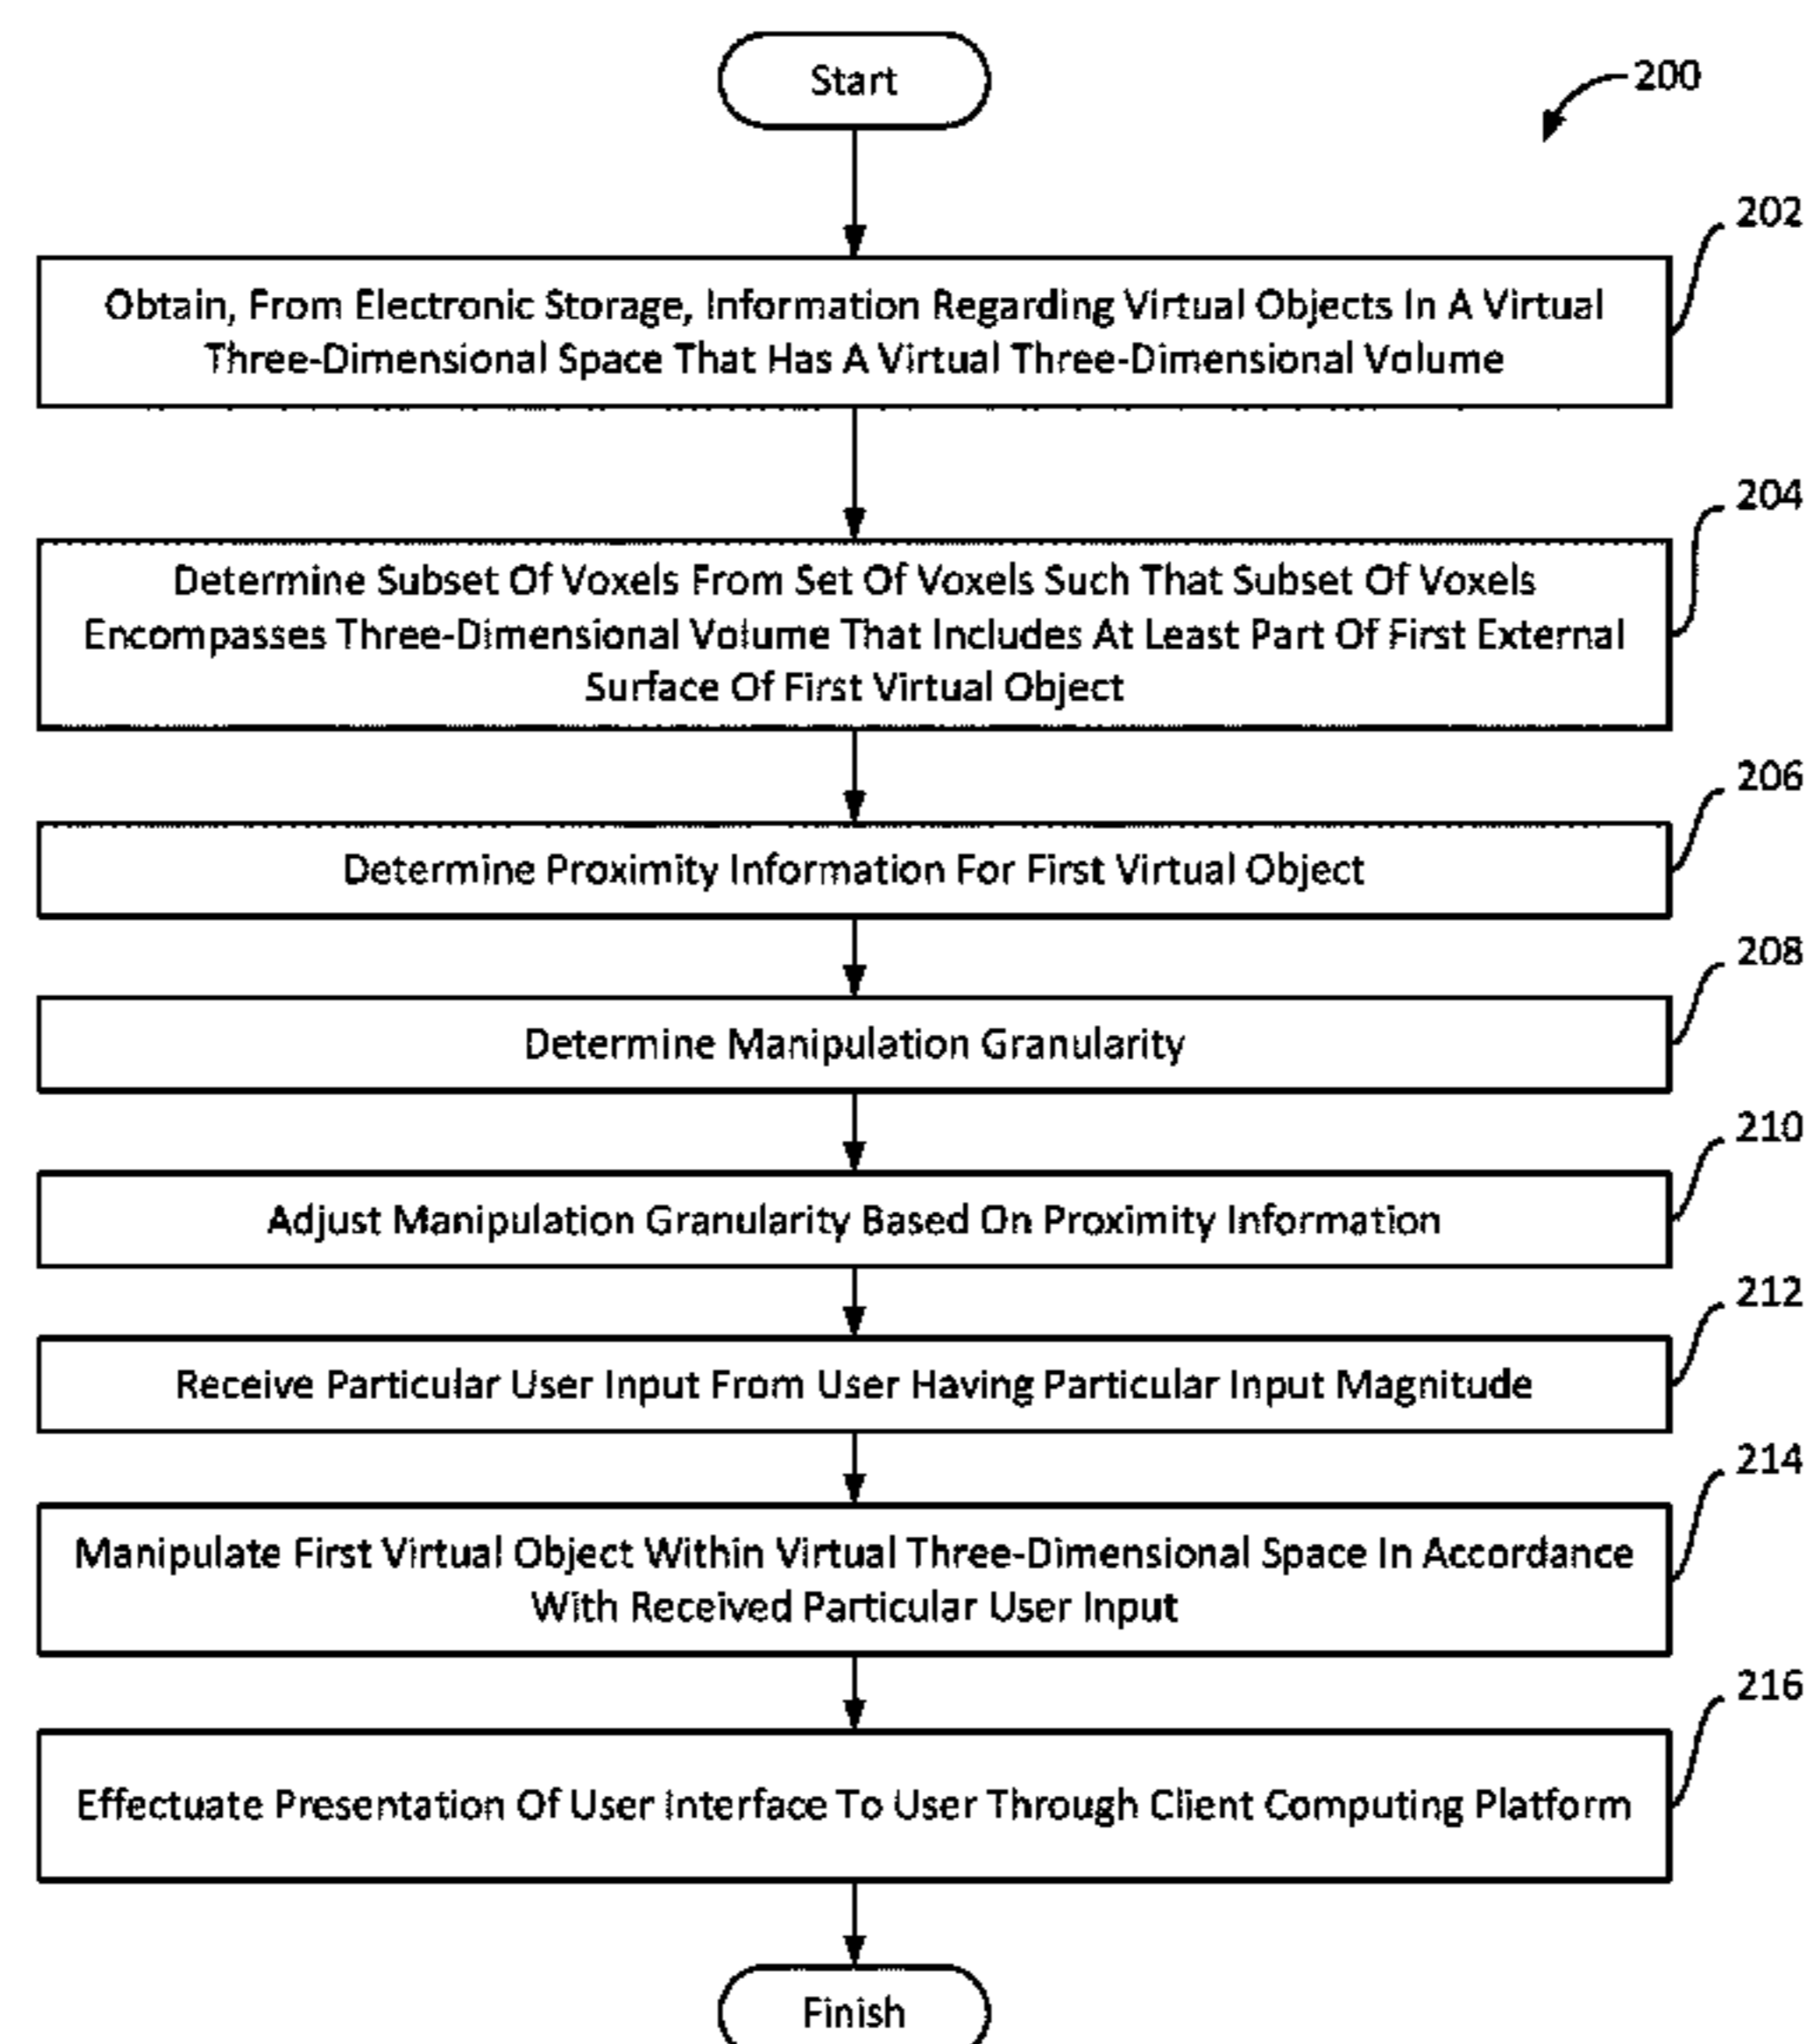 Start
200
202
Obtain, From Electronic Storage, Information Regarding Virtual Objects In A Virtual
Three-Dimensional Space That Has A Virtual Three-Dimensional Volume
204
Determine Subset Of Voxels From Set Of Voxels Such That Subset Of Voxels
Encompasses Three-Dimensional Volume That Includes At Least Part Of First External
Surface Of First Virtual Object
206
Determine Proximity Information For First Virtual Object
208
Determine Manipulation Granularity
210
Adjust Manipulation Granularity Based On Proximity Information
212
Receive Particular User Input From User Having Particular Input Magnitude
214
Manipulate First Virtual Object Within Virtual Three-Dimensional Space In Accordance
With Received Particular User Input
216
Effectuate Presentation Of User Interface To User Through Client Computing Platform
Finish